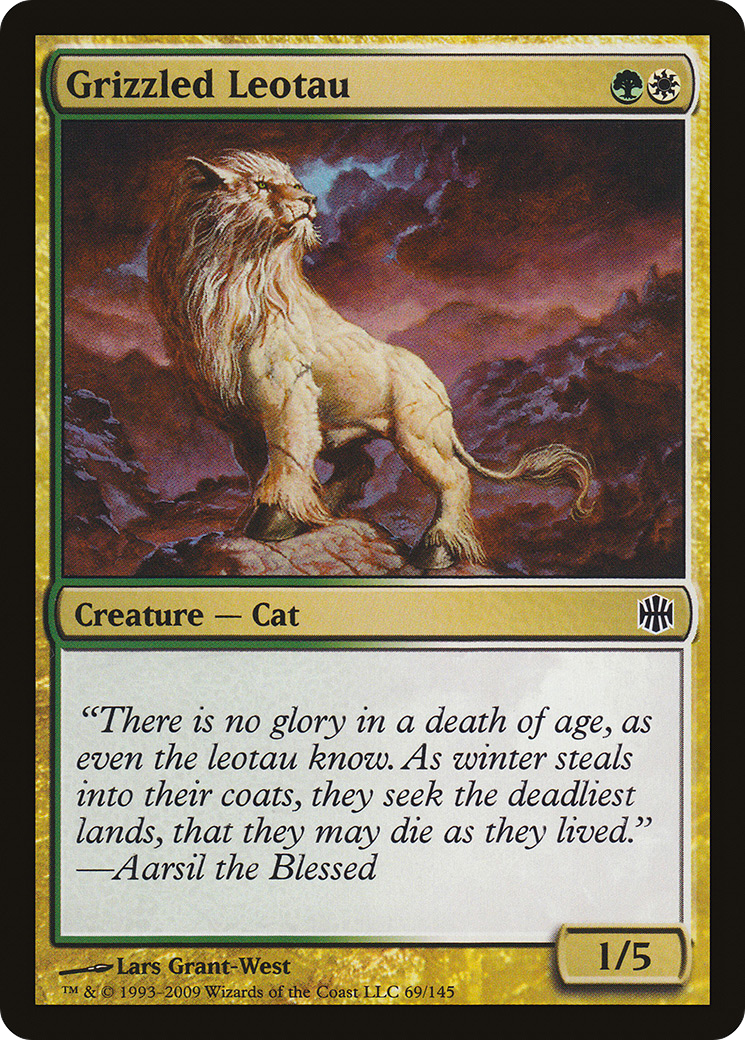 Grizzled Leotau
Creature — Cat
“There is no glory in a death of age, as
even the leotau know. As winter steals
into their coats, they seek the deadliest
lands, that they may die as they lived.”
—Aarsil the Blessed
1/5
Lars Grant-West
™ & © 1993–2009 Wizards of the Coast LLC 69/145